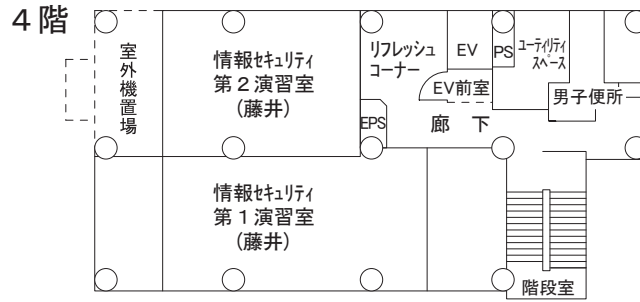 4階
室外機置場
情報セキュリティ
第2演習室
(藤井)
リフレッシュ
コーナー
EV
PS
ユーティリティ
スペース
EV前室
男子便所
EPS
廊 下
情報セキュリティ
第1演習室
(藤井)
階段室